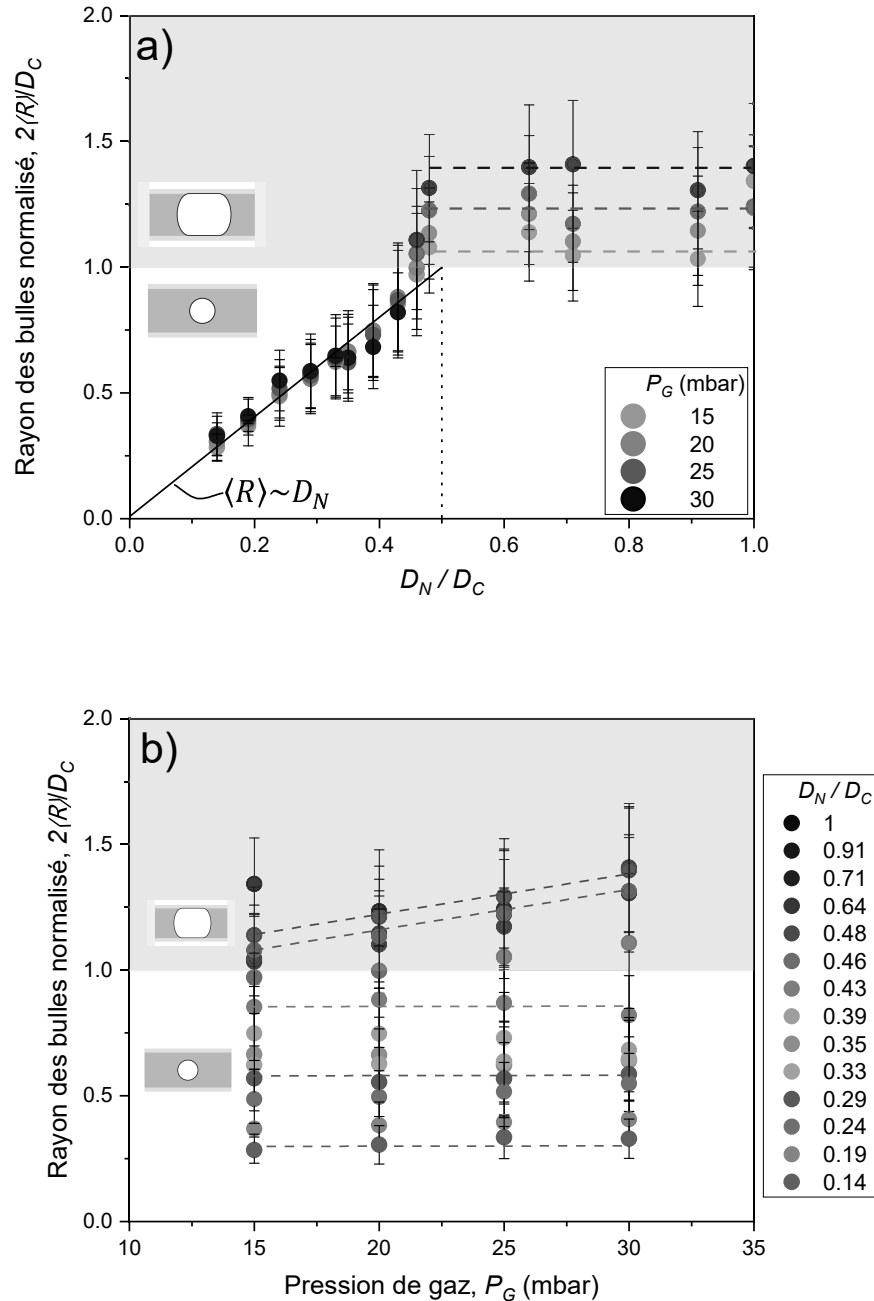 a)
Rayon des bulles normalisé, 2⟨R⟩/D_C
2.0
1.5
1.0
0.5
0.0
⟨R⟩~D_N
P_G (mbar)
15
20
25
30
0.0 0.2 0.4 0.6 0.8 1.0
D_N / D_C
b)
Rayon des bulles normalisé, 2⟨R⟩/D_C
2.0
1.5
1.0
0.5
0.0
10 15 20 25 30 35
Pression de gaz, P_G (mbar)
D_N / D_C
1
0.91
0.71
0.64
0.48
0.46
0.43
0.39
0.35
0.33
0.29
0.24
0.19
0.14